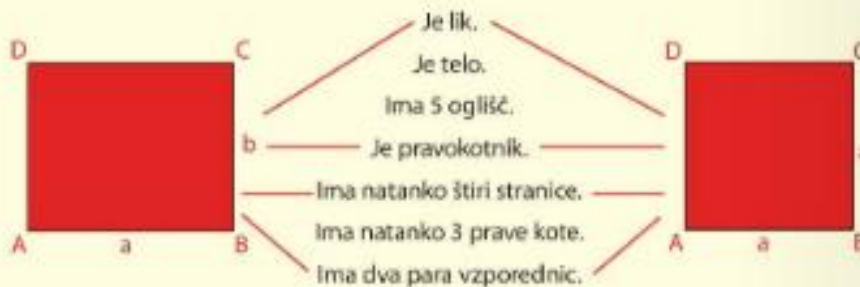 Je lik.
D C D C
Je telo.
Ima 5 oglišč.
b Je pravokotnik.
Ima natanko štiri stranice.
A a B Ima natanko 3 prave kote. A a B
Ima dva para vzporednic.